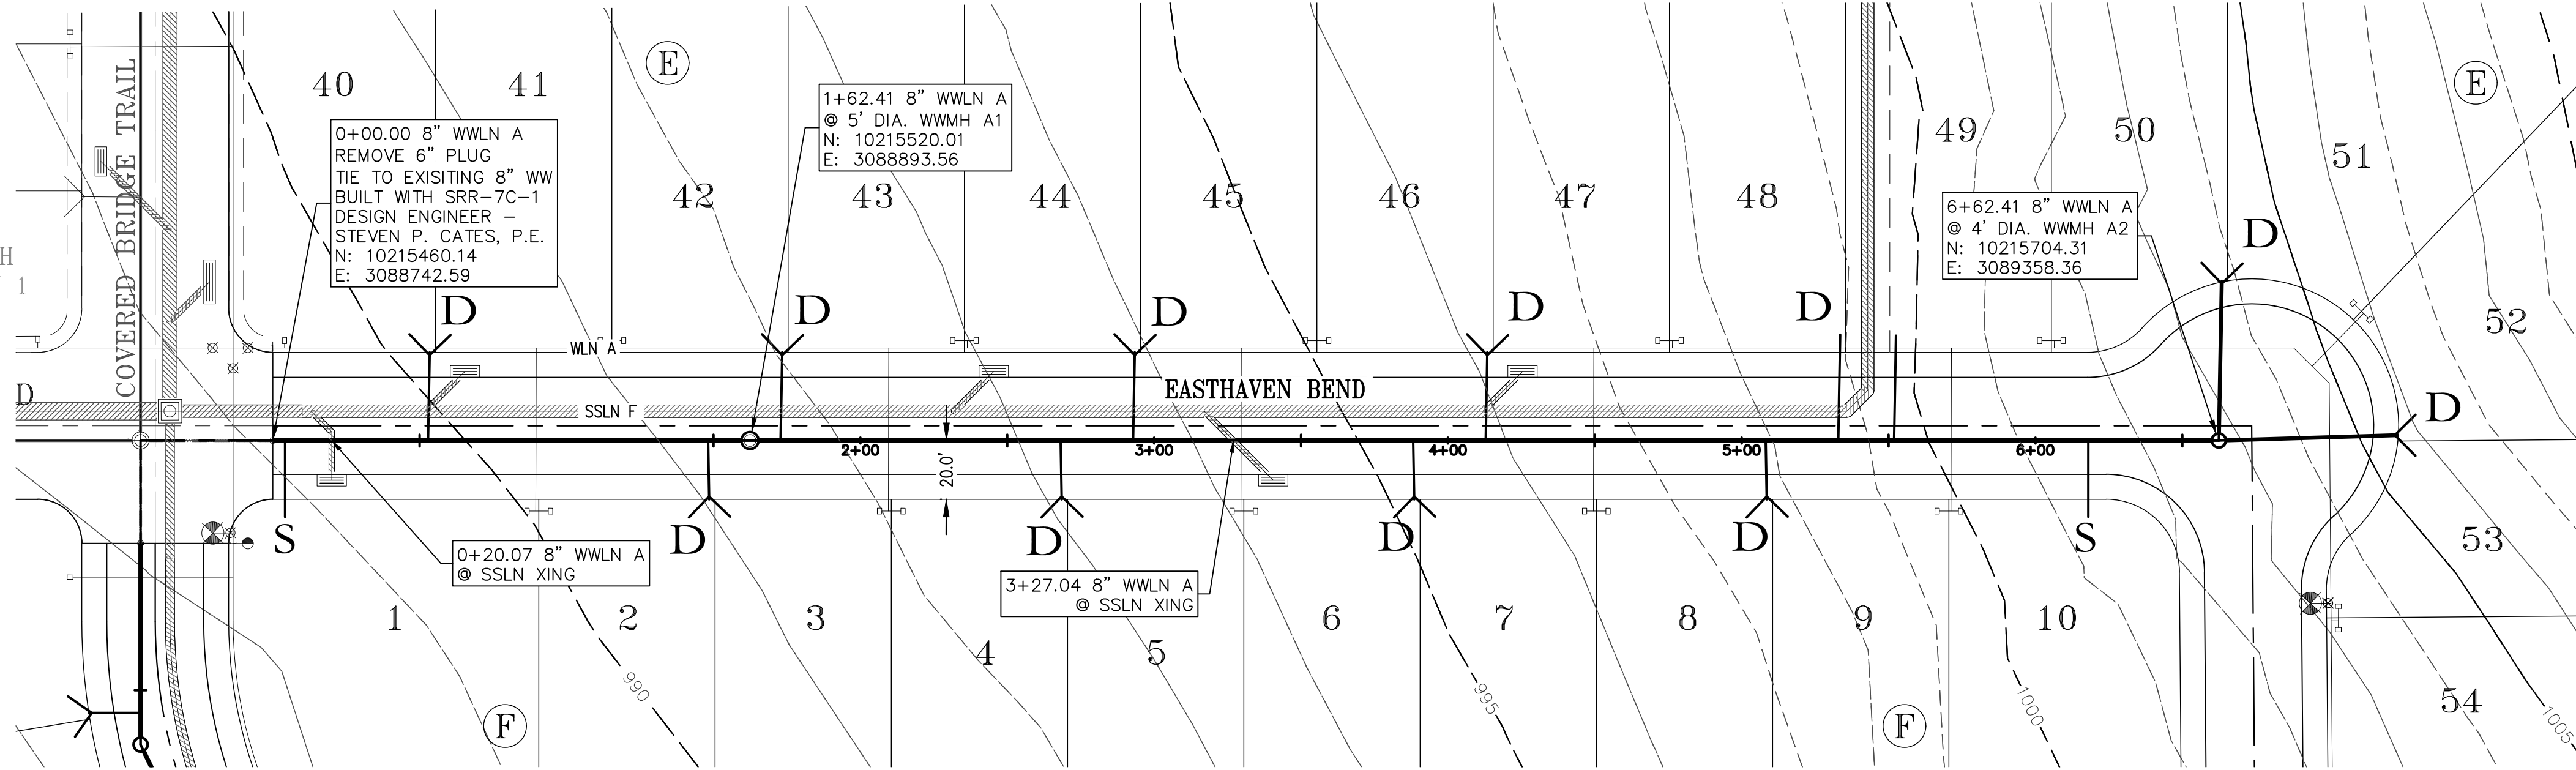 COVERED BRIDGE TRAIL
H
1
D
40
41
E
0+00.00 8" WWLN A
REMOVE 6" PLUG
TIE TO EXISITING 8" WW
BUILT WITH SRR-7C-1
DESIGN ENGINEER -
STEVEN P. CATES, P.E.
N: 10215460.14
E: 3088742.59
1+62.41 8" WWLN A
@ 5' DIA. WWMH A1
N: 10215520.01
E: 3088893.56
42
43
44
45
46
47
48
49
50
51
E
52
6+62.41 8" WWLN A
@ 4' DIA. WWMH A2
N: 10215704.31
E: 3089358.36
D
D
D
D
D
D
D
WLN A
EASTHAVEN BEND
SSLN F
2+00
3+00
4+00
5+00
6+00
20.0'
S
D
D
D
D
S
0+20.07 8" WWLN A
@ SSLN XING
3+27.04 8" WWLN A
@ SSLN XING
1
2
3
4
5
6
7
8
9
10
53
54
990
995
1000
1005
F
F